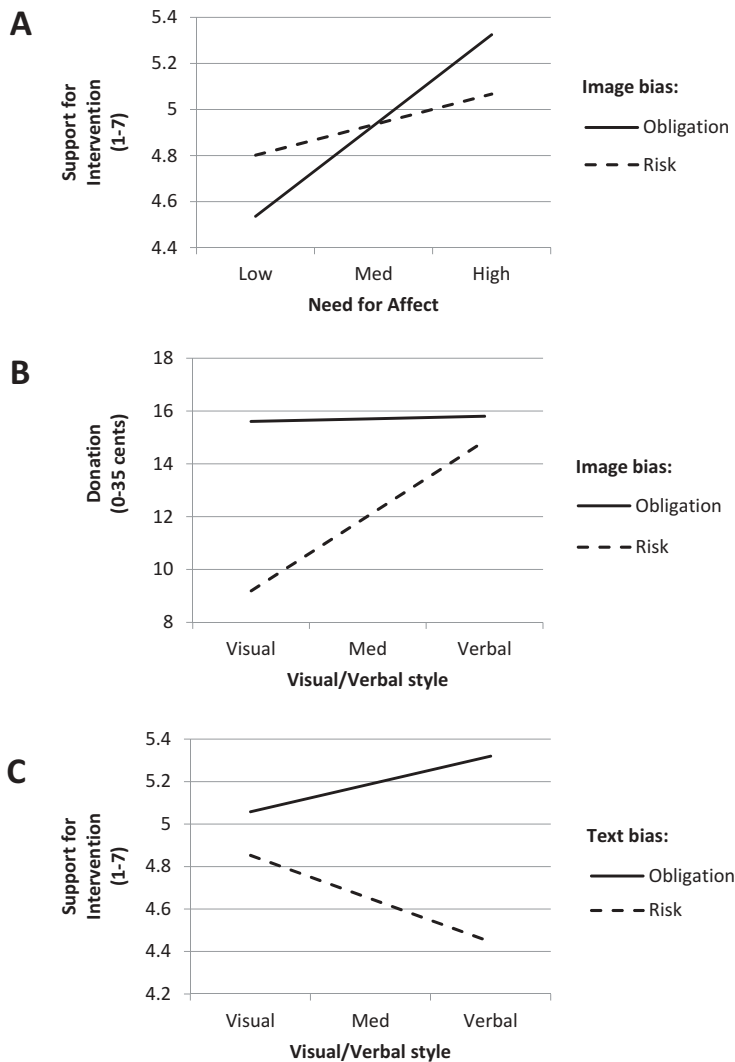 A
5.4
5.2
5
4.8
4.6
4.4
Support for
Intervention
(1-7)
Low Med High
Need for Affect
Image bias:
Obligation
Risk
B
18
16
14
12
10
8
Donation
(0-35 cents)
Visual Med Verbal
Visual/Verbal style
Image bias:
Obligation
Risk
C
5.4
5.2
5
4.8
4.6
4.4
4.2
Support for
Intervention
(1-7)
Visual Med Verbal
Visual/Verbal style
Text bias:
Obligation
Risk